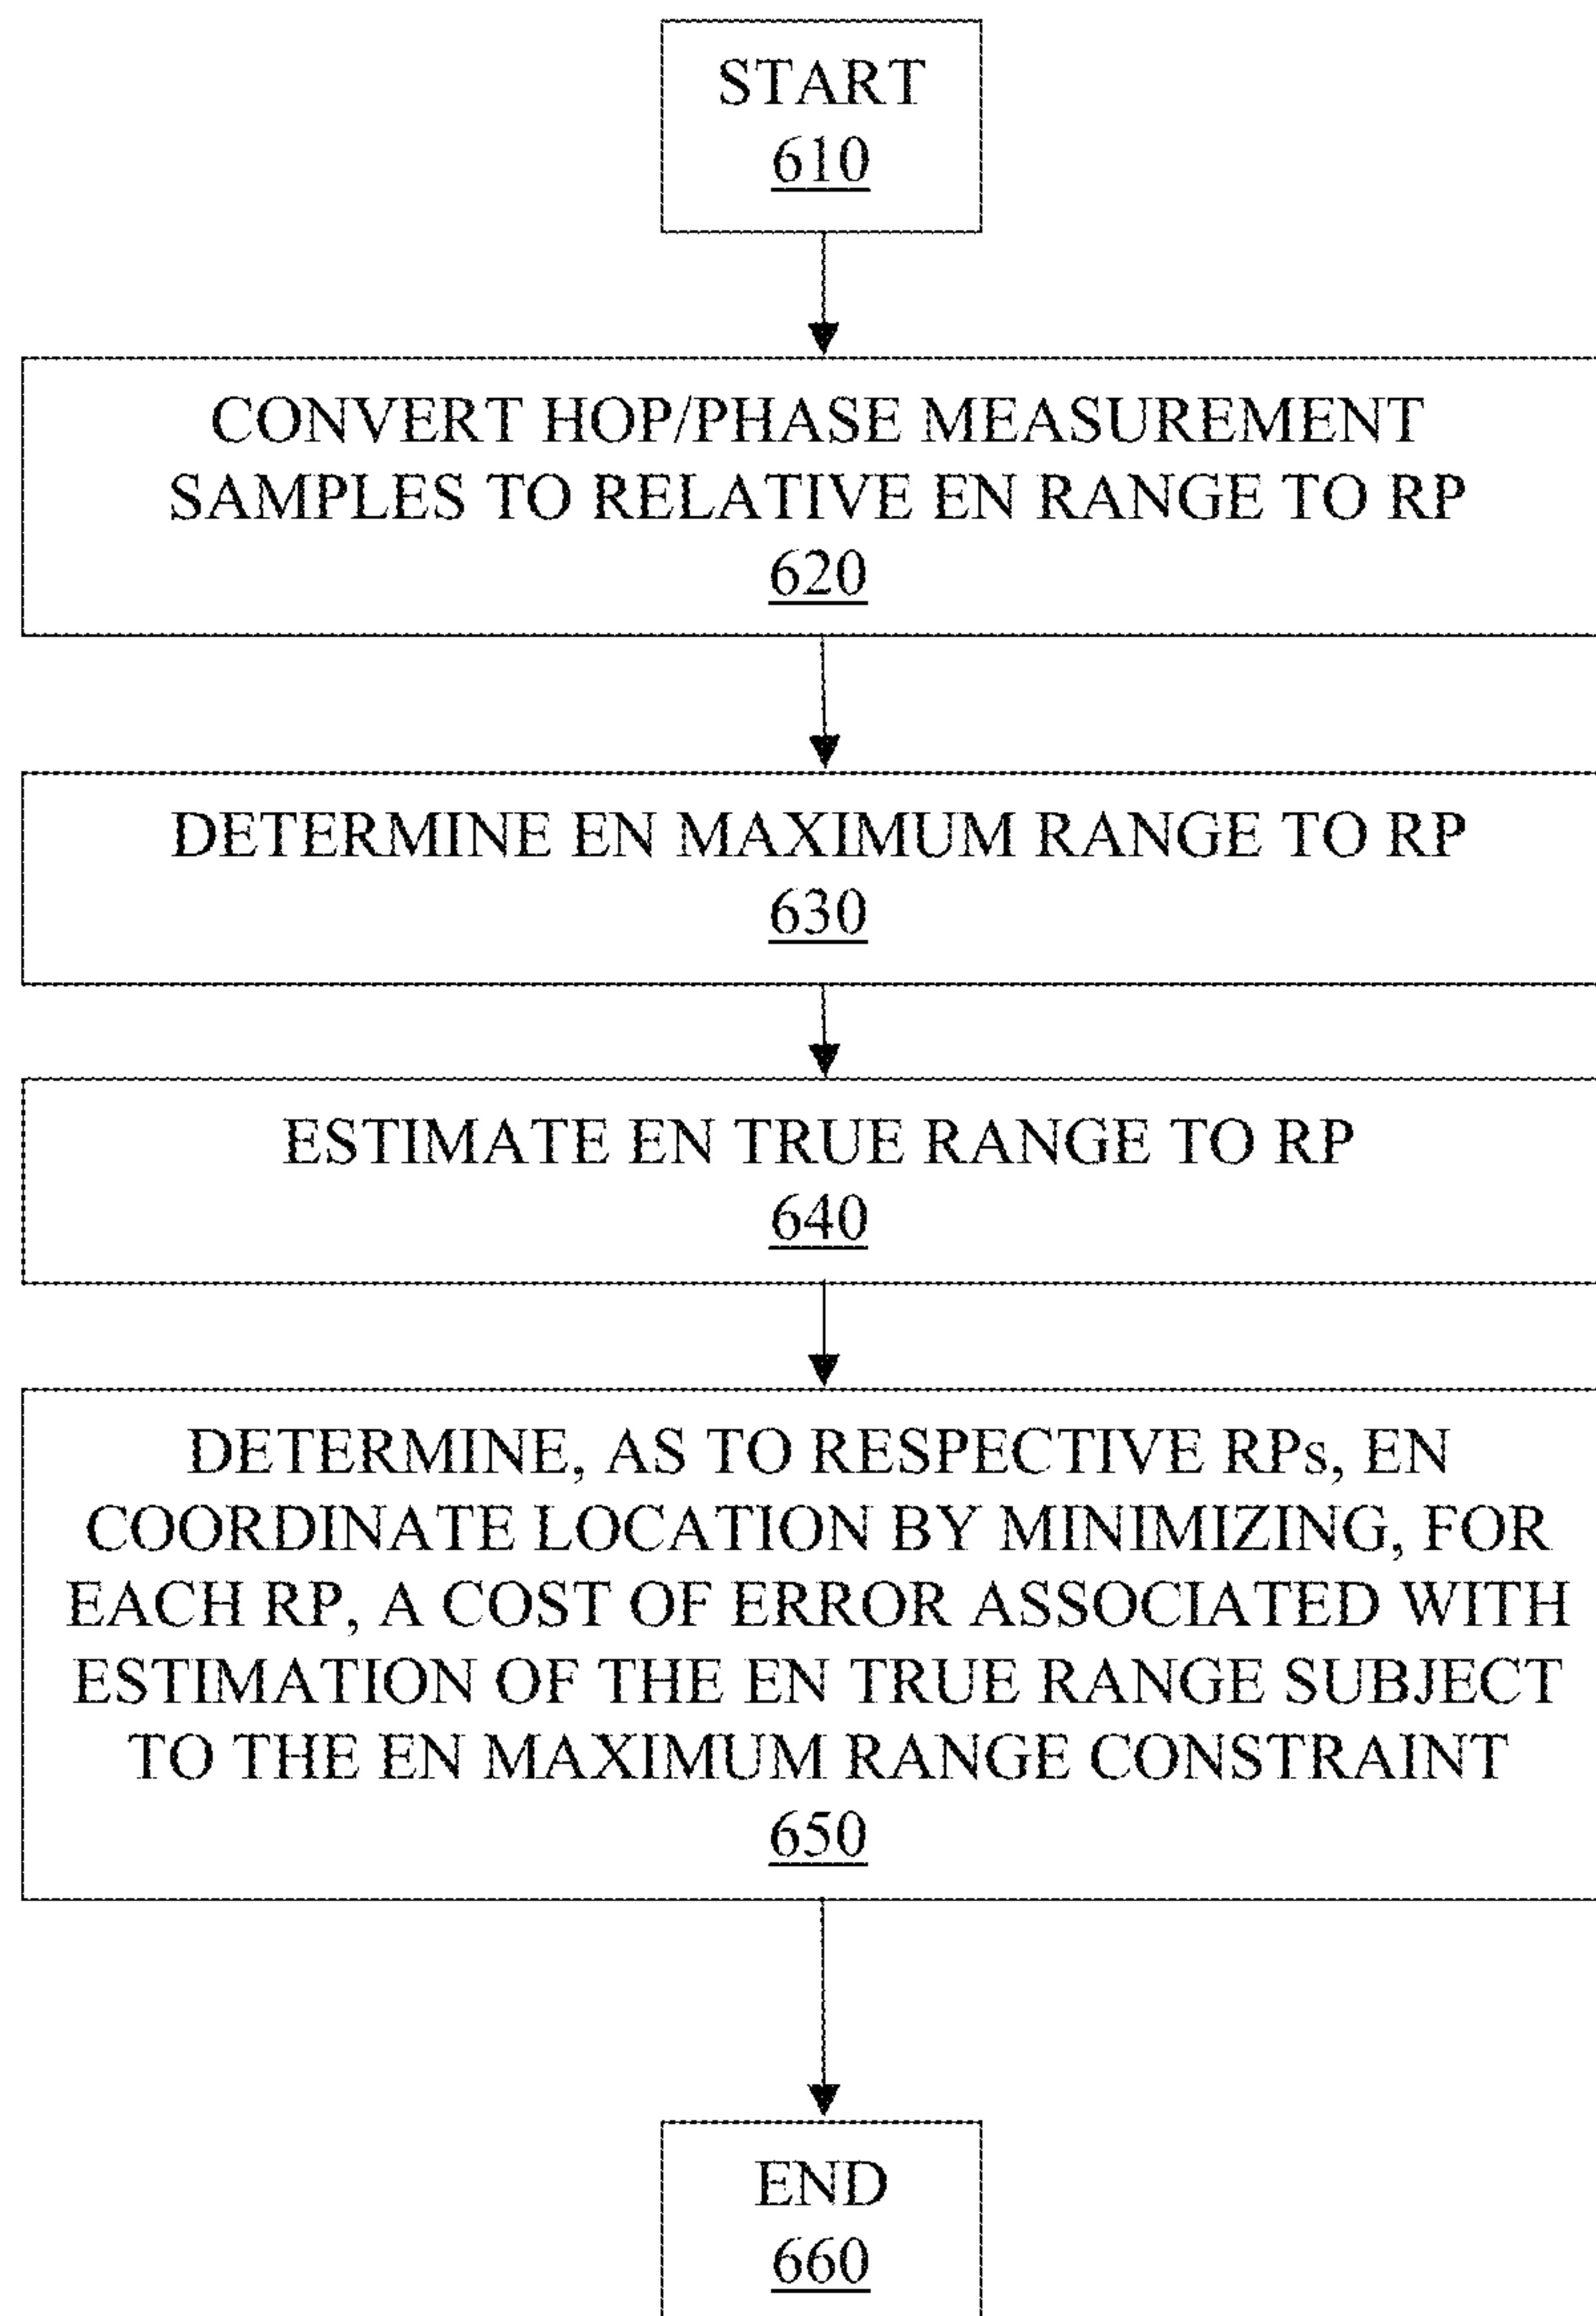 START
610
CONVERT HOP/PHASE MEASUREMENT
SAMPLES TO RELATIVE EN RANGE TO RP
620
DETERMINE EN MAXIMUM RANGE TO RP
630
ESTIMATE EN TRUE RANGE TO RP
640
DETERMINE, AS TO RESPECTIVE RPs, EN
COORDINATE LOCATION BY MINIMIZING, FOR
EACH RP, A COST OF ERROR ASSOCIATED WITH
ESTIMATION OF THE EN TRUE RANGE SUBJECT
TO THE EN MAXIMUM RANGE CONSTRAINT
650
END
660